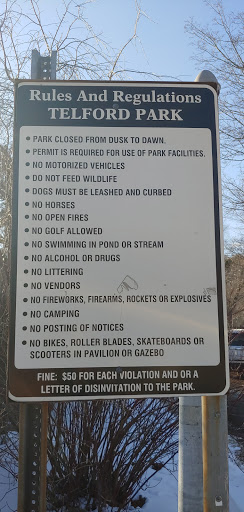 Rules And Regulations
TELFORD PARK
• PARK CLOSED FROM DUSK TO DAWN.
• PERMIT IS REQUIRED FOR USE OF PARK FACILITIES.
• NO MOTORIZED VEHICLES
• DO NOT FEED WILDLIFE
DOGS MUST BE LEASHED AND CURBED
• NO HORSES
• NO OPEN FIRES
• NO GOLF ALLOWED
• NO SWIMMING IN POND OR STREAM
• NO ALCOHOL OR DRUGS
• NO LITTERING
• NO VENDORS
• NO FIREWORKS, FIREARMS, ROCKETS OR EXPLOSIVES
• NO CAMPING
• NO POSTING OF NOTICES
• NO BIKES, ROLLER BLADES, SKATEBOARDS OR
SCOOTERS IN PAVILION OR GAZEBO
FINE: $50 FOR EACH VIOLATION AND OR A
LETTER OF DISINVITATION TO THE PARK.